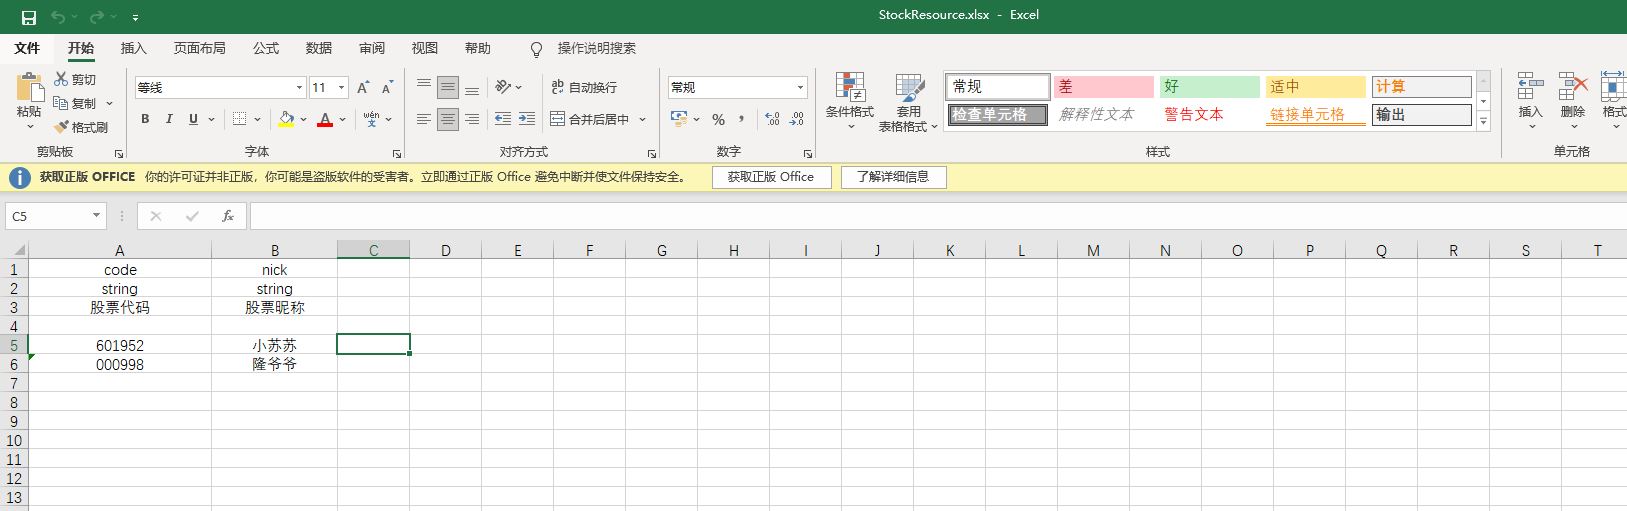 StockResource.xlsx - Excel
文件 开始 插入 页面布局 公式 数据 审阅 视图 帮助 操作说明搜索
粘贴
剪切
复制
格式刷
剪贴板
等线 11 A A
B I U A wén 文
字体
自动换行
合并后居中
对齐方式
常规
% , .00 .00
数字
条件格式
套用
表格格式
常规 差 好 适中 计算
检查单元格 解释性文本 警告文本 链接单元格 输出
样式
插入 删除 格式
单元格
获取正版 OFFICE 你的许可证并非正版，你可能是盗版软件的受害者。立即通过正版 Office 避免中断并使文件保持安全。 获取正版 Office 了解详细信息
C5 fx
A B C D E F G H I J K L M N O P Q R S T
1 code nick
2 string string
3 股票代码 股票昵称
4
5 601952 小苏苏
6 000998 隆爷爷
7
8
9
10
11
12
13